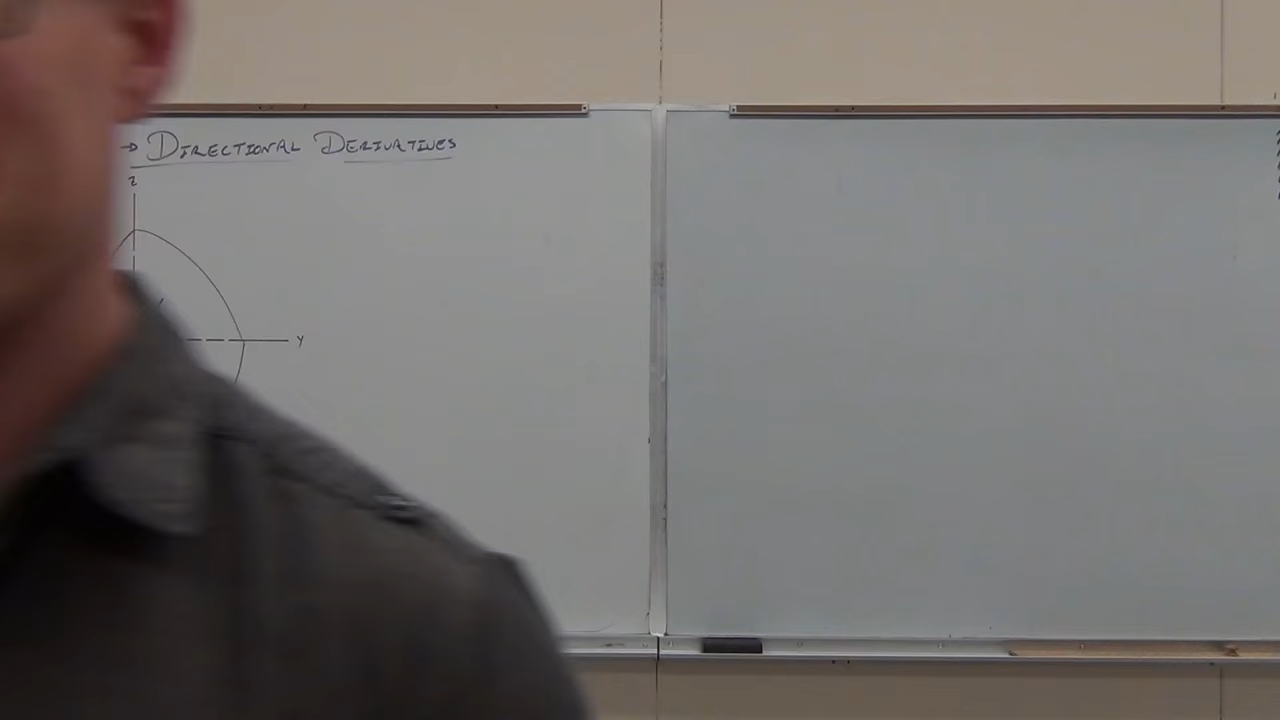 → DIRECTIONAL DERIVATIVES
z
y